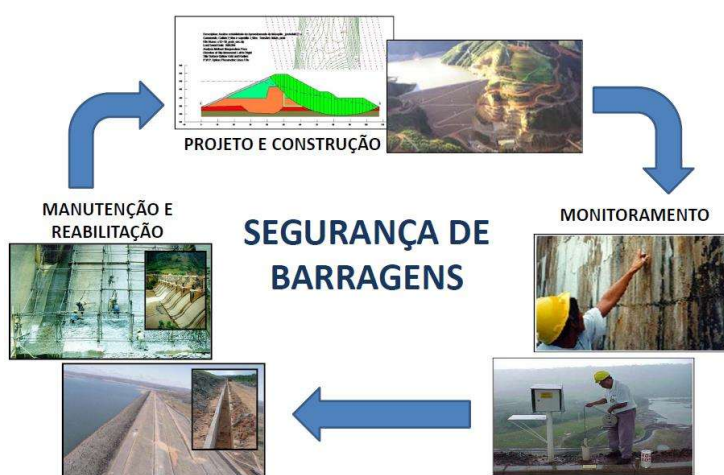 PROJETO E CONSTRUÇÃO
MANUTENÇÃO E
REABILITAÇÃO
SEGURANÇA DE
BARRAGENS
MONITORAMENTO